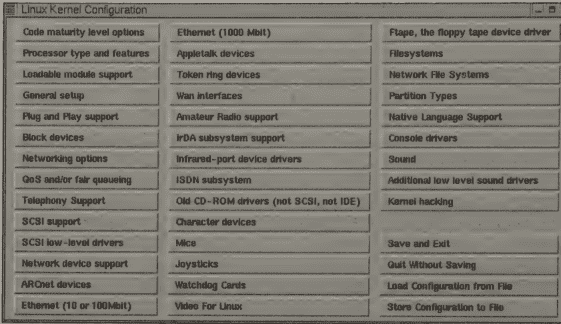 Linux Kernel Configuration
Code maturity level options
Processor type and features
Loadable module support
General setup
Plug and Play support
Block devices
Networking options
QoS and/or fair queueing
Telephony Support
SCSI support
SCSI low-level drivers
Network device support
ARCnet devices
Ethernet (10 or 100Mbit)
Ethernet (1000 Mbit)
Appletalk devices
Token ring devices
Wan interfaces
Amateur Radio support
IrDA subsystem support
Infrared-port device drivers
ISDN subsystem
Old CD-ROM drivers (not SCSI, not IDE)
Character devices
Mice
Joysticks
Watchdog Cards
Video For Linux
Ftape, the floppy tape device driver
Filesystems
Network File Systems
Partition Types
Native Language Support
Console drivers
Sound
Additional low level sound drivers
Kernel hacking
Save and Exit
Quit Without Saving
Load Configuration from File
Store Configuration to File